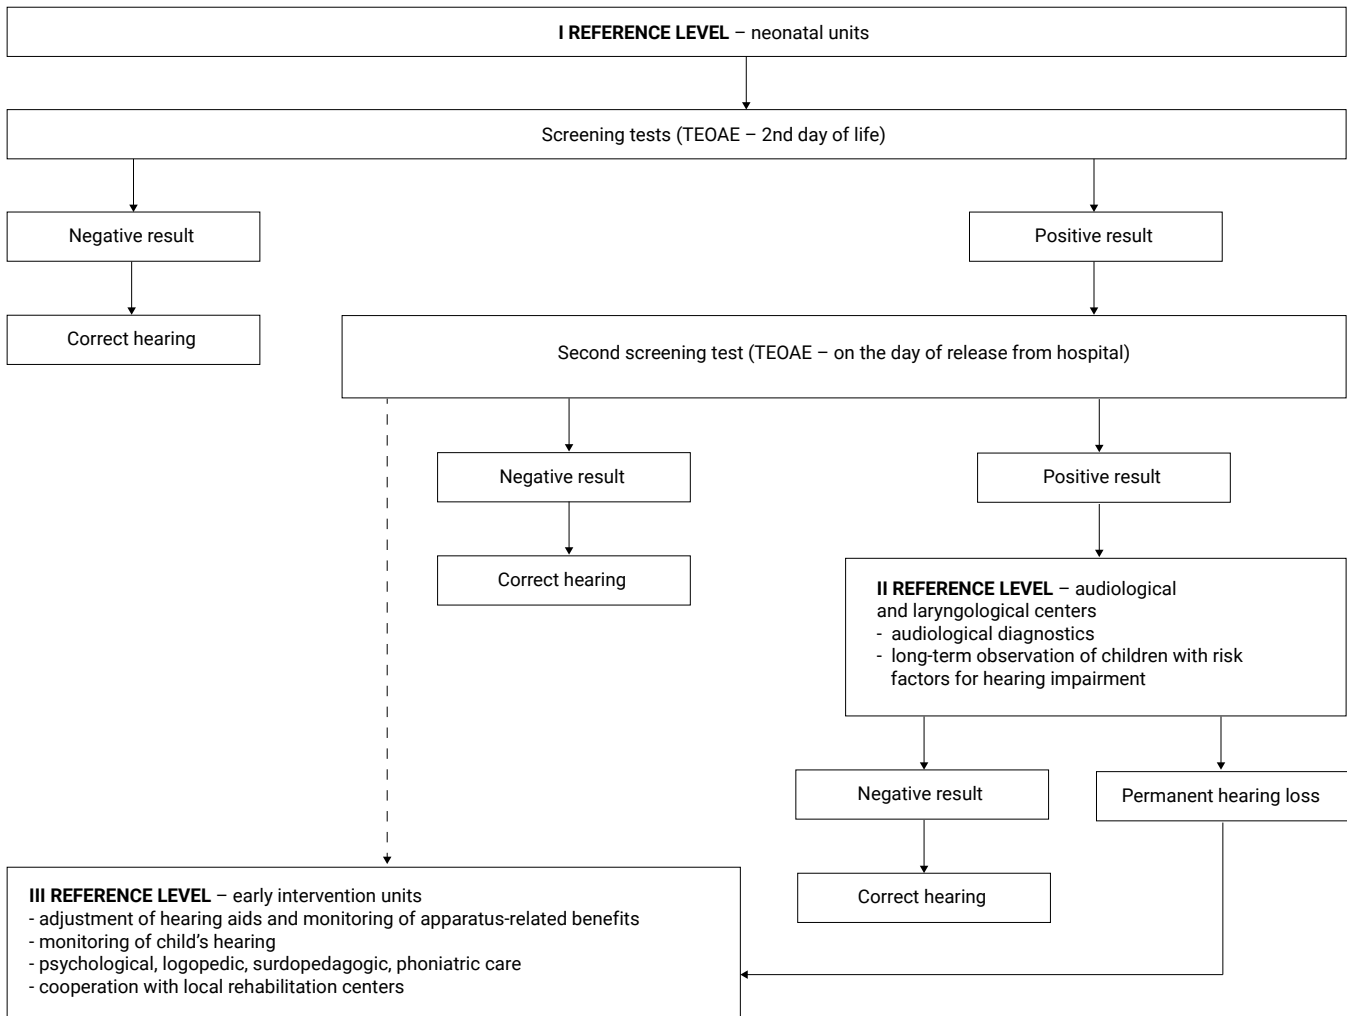 I REFERENCE LEVEL – neonatal units
Screening tests (TEOAE – 2nd day of life)
Negative result
Positive result
Correct hearing
Second screening test (TEOAE – on the day of release from hospital)
Negative result
Positive result
Correct hearing
II REFERENCE LEVEL – audiological
and laryngological centers
- audiological diagnostics
- long-term observation of children with risk
factors for hearing impairment
Negative result
Permanent hearing loss
Correct hearing
III REFERENCE LEVEL – early intervention units
- adjustment of hearing aids and monitoring of apparatus-related benefits
- monitoring of child’s hearing
- psychological, logopedic, surdopedagogic, phoniatric care
- cooperation with local rehabilitation centers